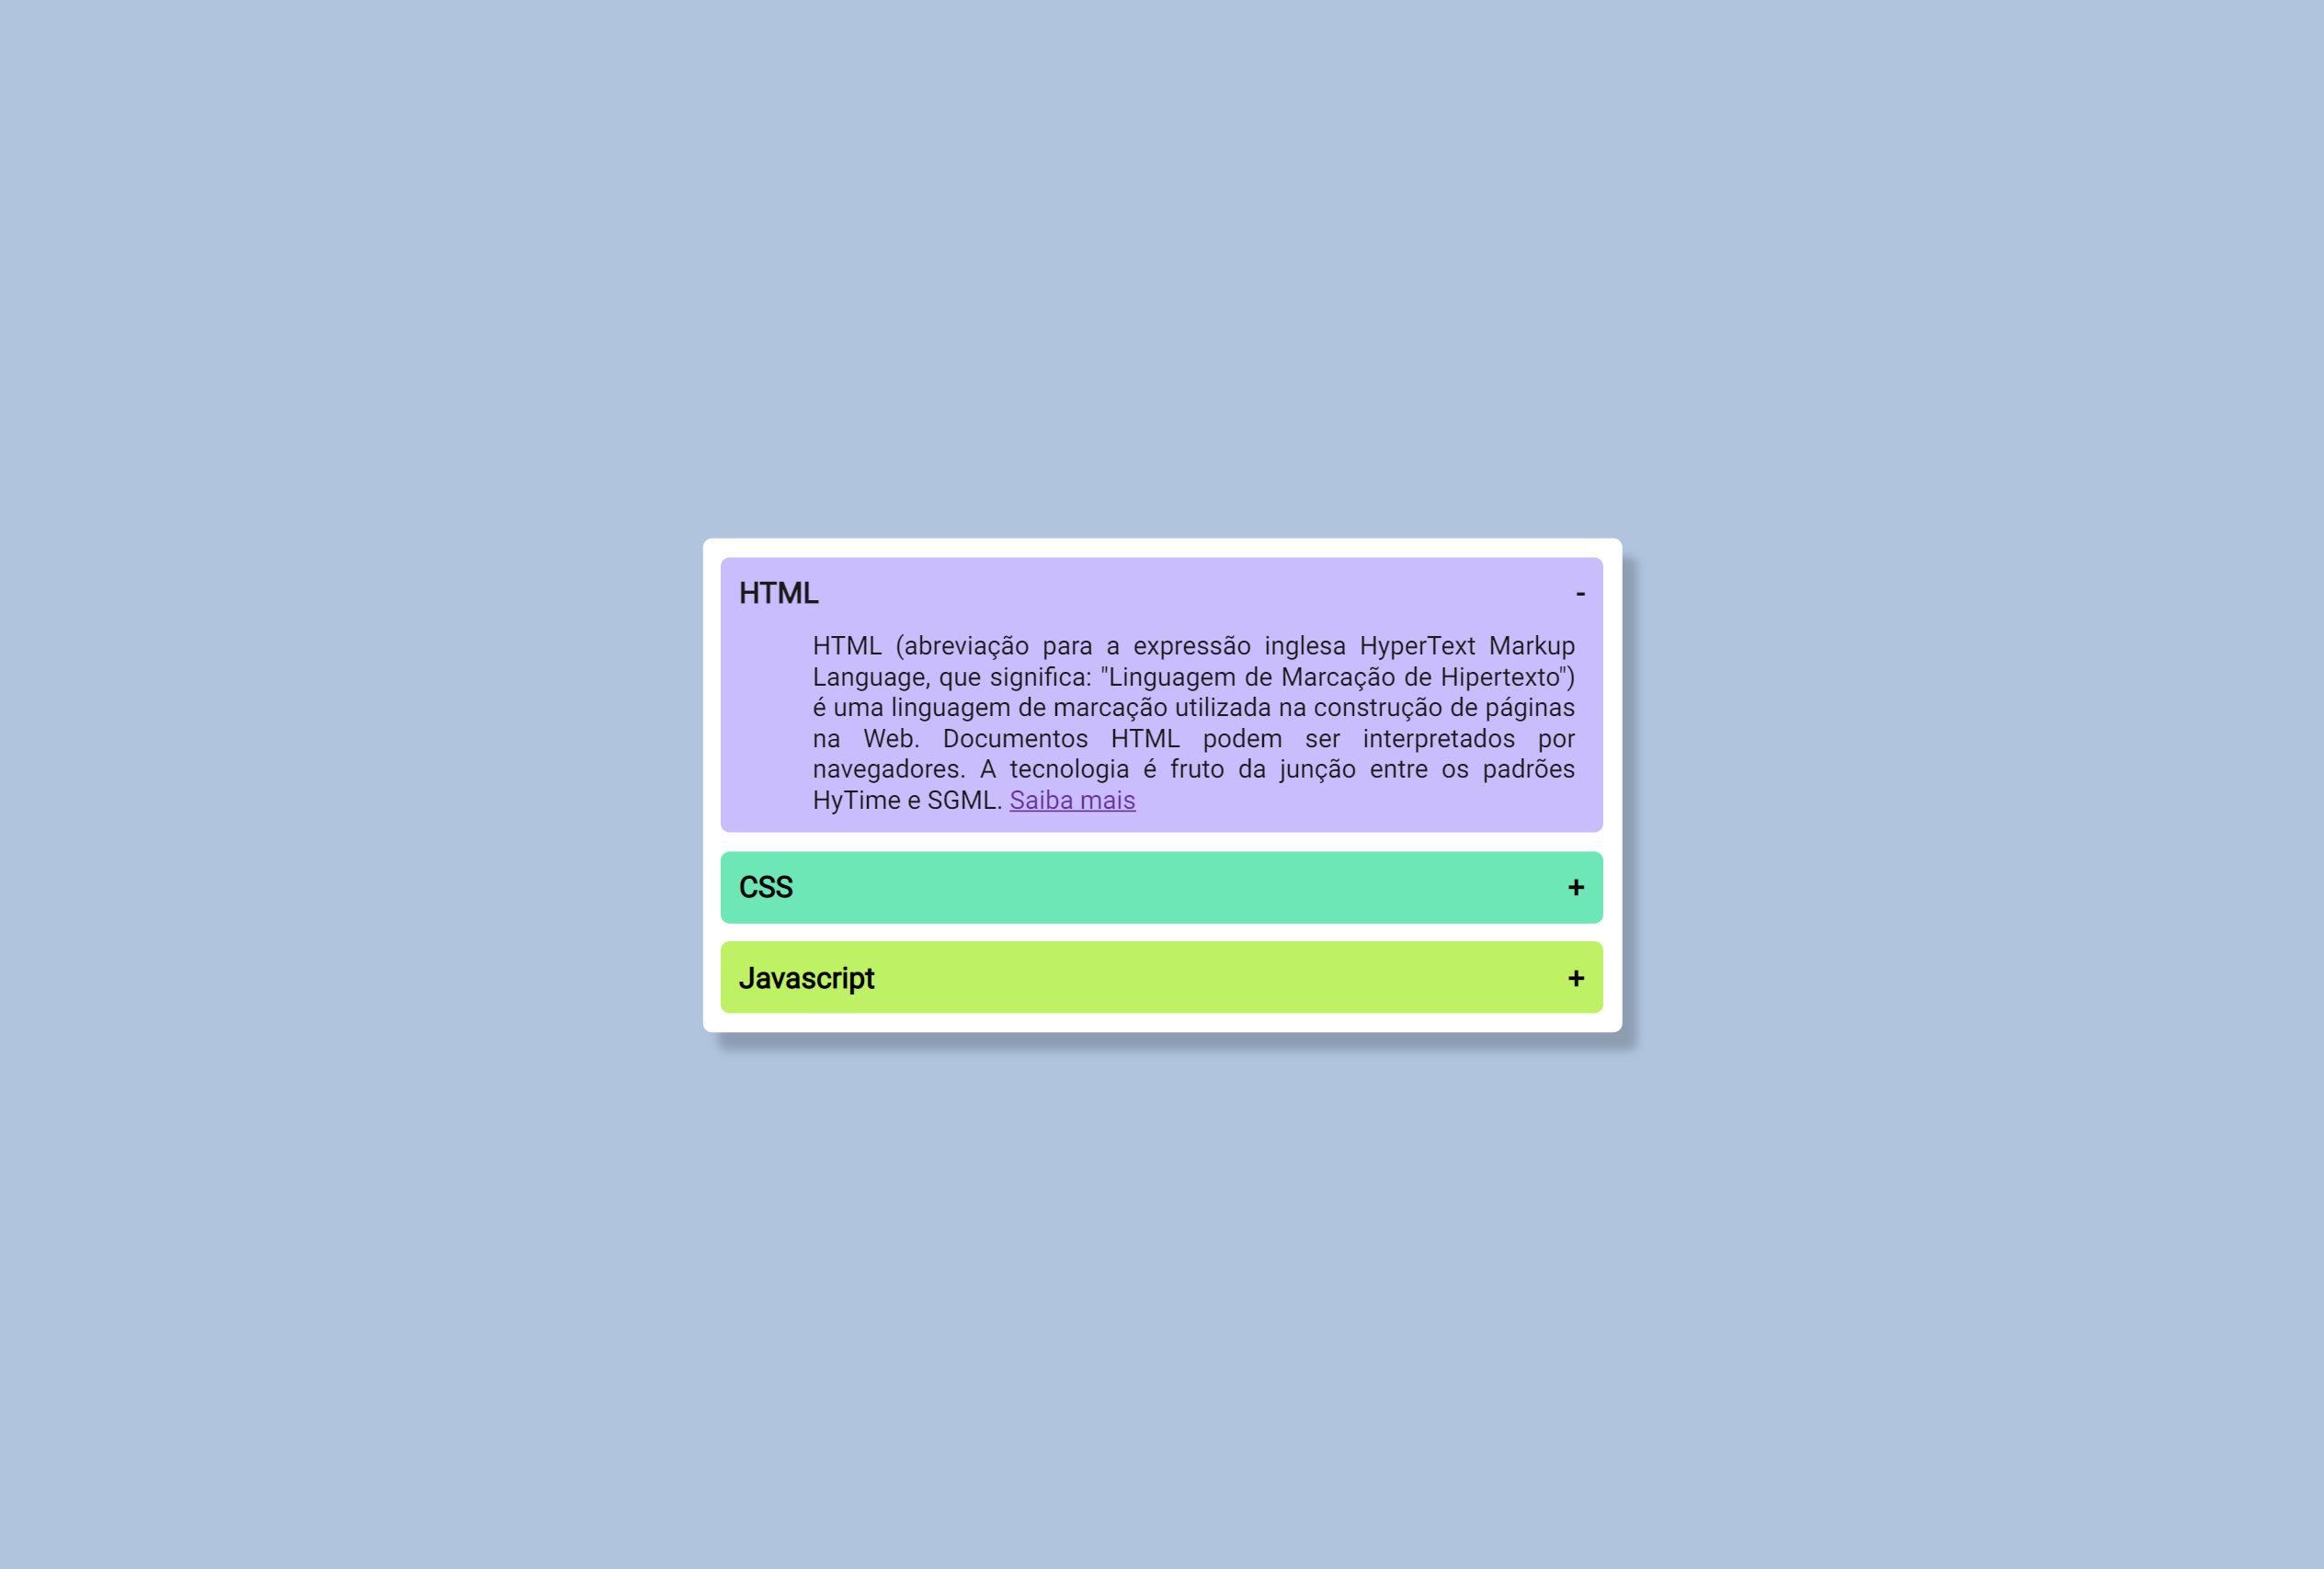 HTML -
HTML (abreviação para a expressão inglesa HyperText Markup
Language, que significa: "Linguagem de Marcação de Hipertexto")
é uma linguagem de marcação utilizada na construção de páginas
na Web. Documentos HTML podem ser interpretados por
navegadores. A tecnologia é fruto da junção entre os padrões
HyTime e SGML. Saiba mais
CSS +
Javascript +